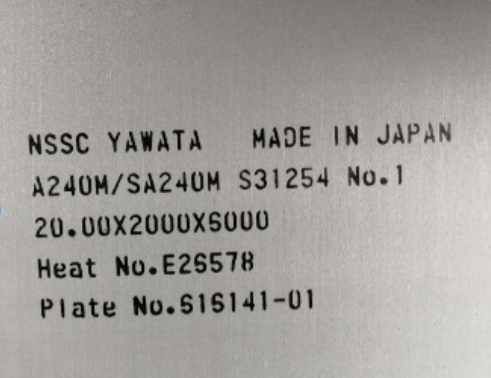 NSSC YAWATA MADE IN JAPAN
A240M/SA240M S31254 No.1
20.00X2000X6000
Heat No.E26578
Plate No.616141-01